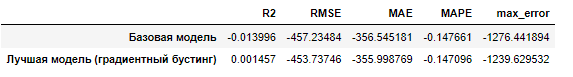 R2 RMSE MAE MAPE max_error
Базовая модель -0.013996 -457.23484 -356.545181 -0.147661 -1276.441894
Лучшая модель (градиентный бустинг) 0.001457 -453.73746 -355.998769 -0.147096 -1239.629532